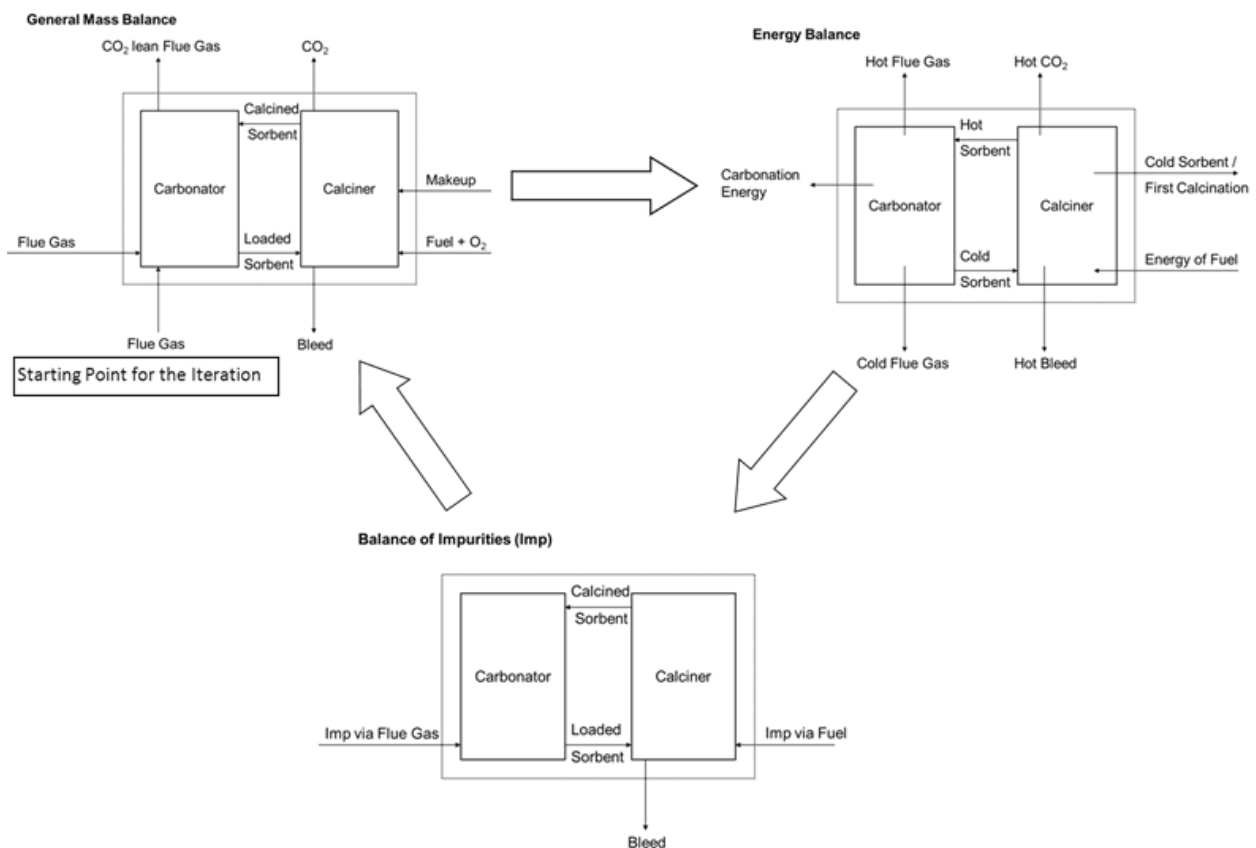 General Mass Balance
CO₂ lean Flue Gas
CO₂
Calcined
Sorbent
Carbonator
Calciner
Makeup
Flue Gas
Loaded
Sorbent
Fuel + O₂
Flue Gas
Bleed
Starting Point for the Iteration
Energy Balance
Hot Flue Gas
Hot CO₂
Hot
Sorbent
Cold Sorbent /
First Calcination
Carbonation
Energy
Carbonator
Calciner
Cold
Sorbent
Energy of Fuel
Cold Flue Gas
Hot Bleed
Balance of Impurities (Imp)
Calcined
Sorbent
Carbonator
Calciner
Imp via Flue Gas
Loaded
Sorbent
Imp via Fuel
Bleed